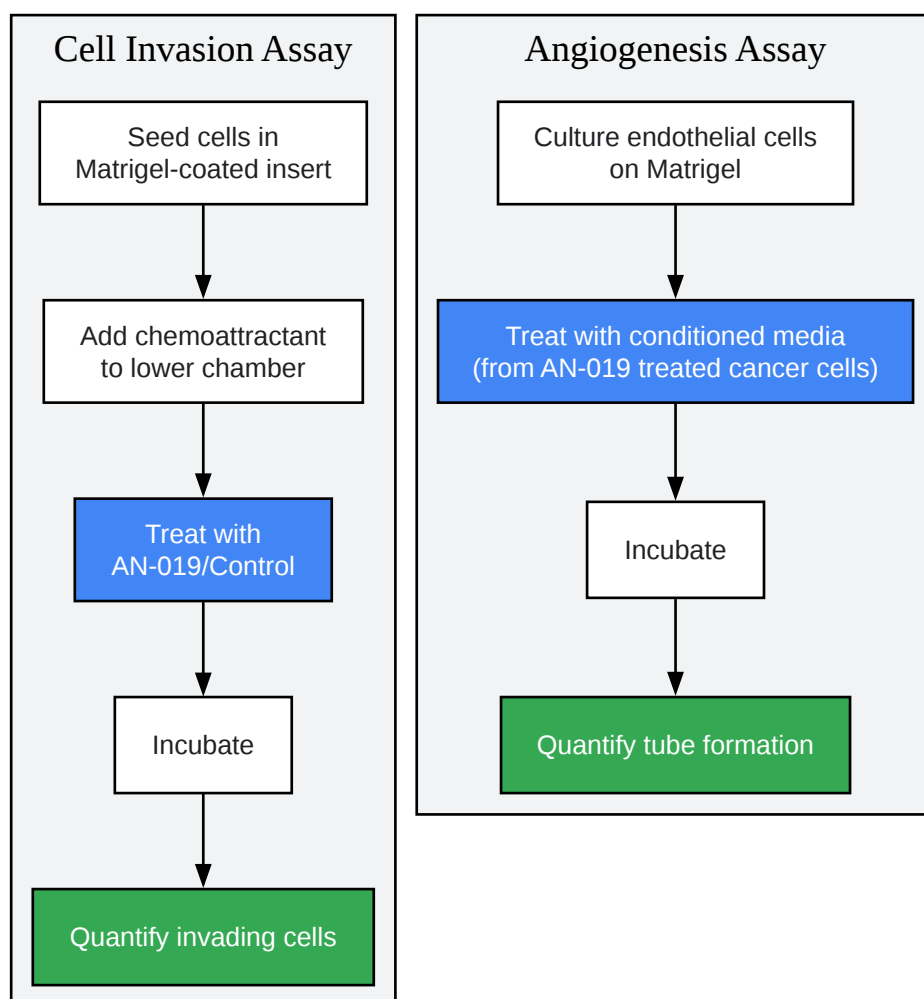 Cell Invasion Assay
Seed cells in
Matrigel-coated insert
Add chemoattractant
to lower chamber
Treat with
AN-019/Control
Incubate
Quantify invading cells
Angiogenesis Assay
Culture endothelial cells
on Matrigel
Treat with conditioned media
(from AN-019 treated cancer cells)
Incubate
Quantify tube formation